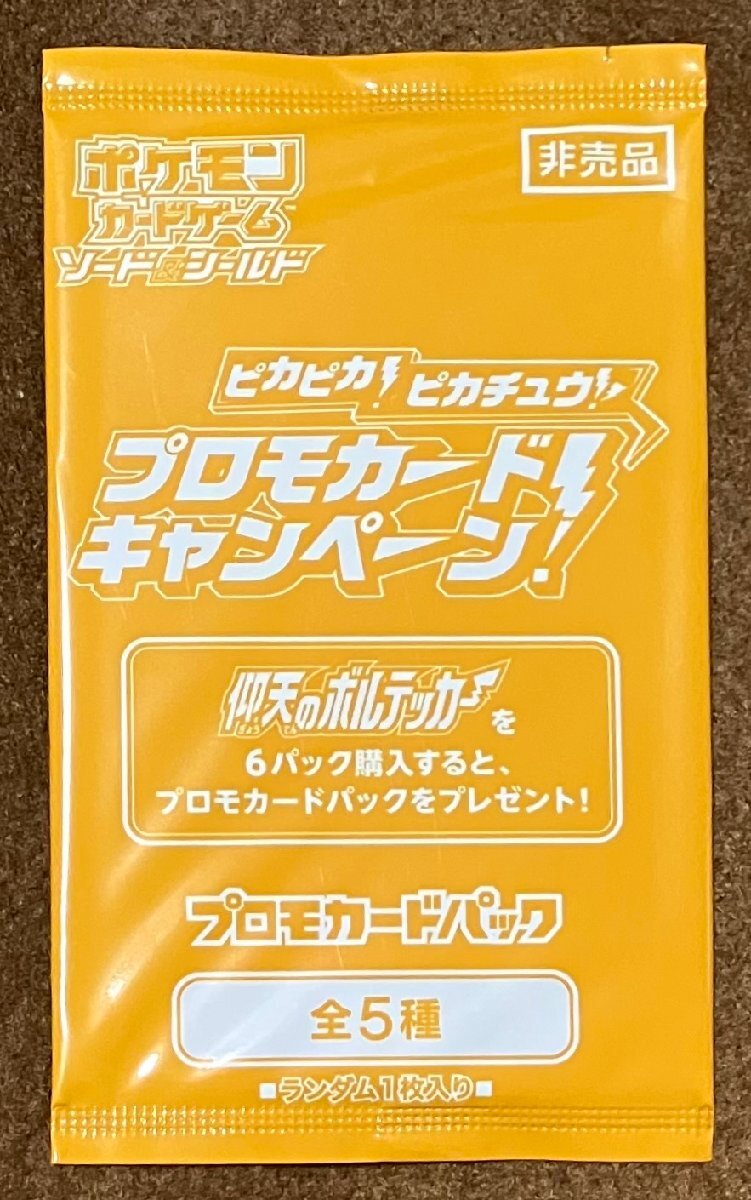 ポケモン
カードゲーム
ソード&シールド
非売品
ピカピカ! ピカチュウ!
プロモカード
キャンペーン!
仰天のボルテッカーを
ぎょうてん
6パック購入すると、
プロモカードパックをプレゼント!
プロモカードパック
全5種
■ランダム1枚入り■